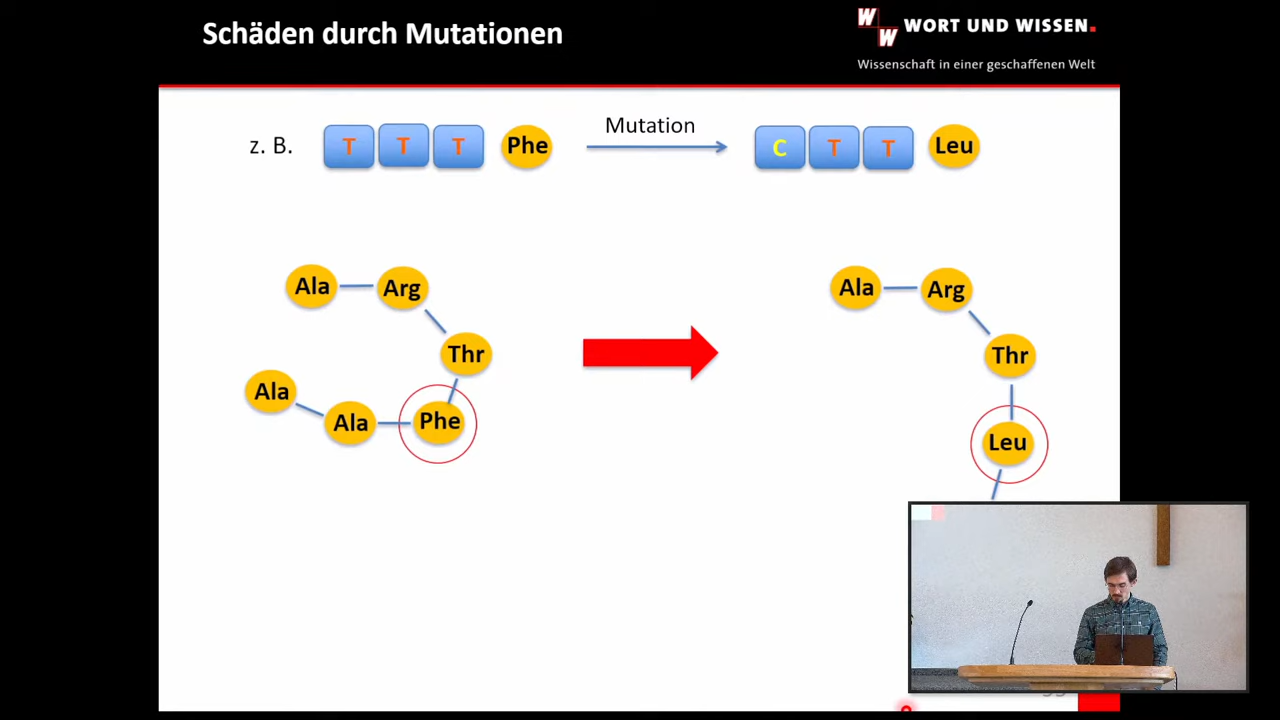 Schäden durch Mutationen
WW WORT UND WISSEN.
Wissenschaft in einer geschaffenen Welt
z. B. T T T Phe Mutation C T T Leu
Ala Arg
Thr
Ala Ala Phe
Ala Arg
Thr
Leu